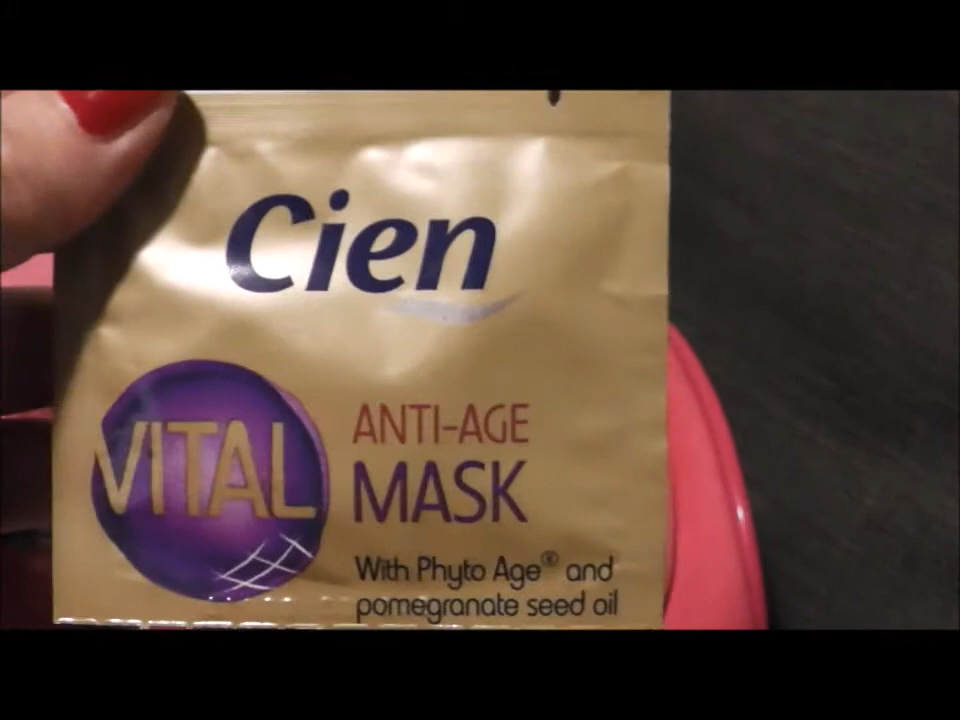 Cien
VITAL
ANTI-AGE
MASK
With Phyto Age® and
pomegranate seed oil